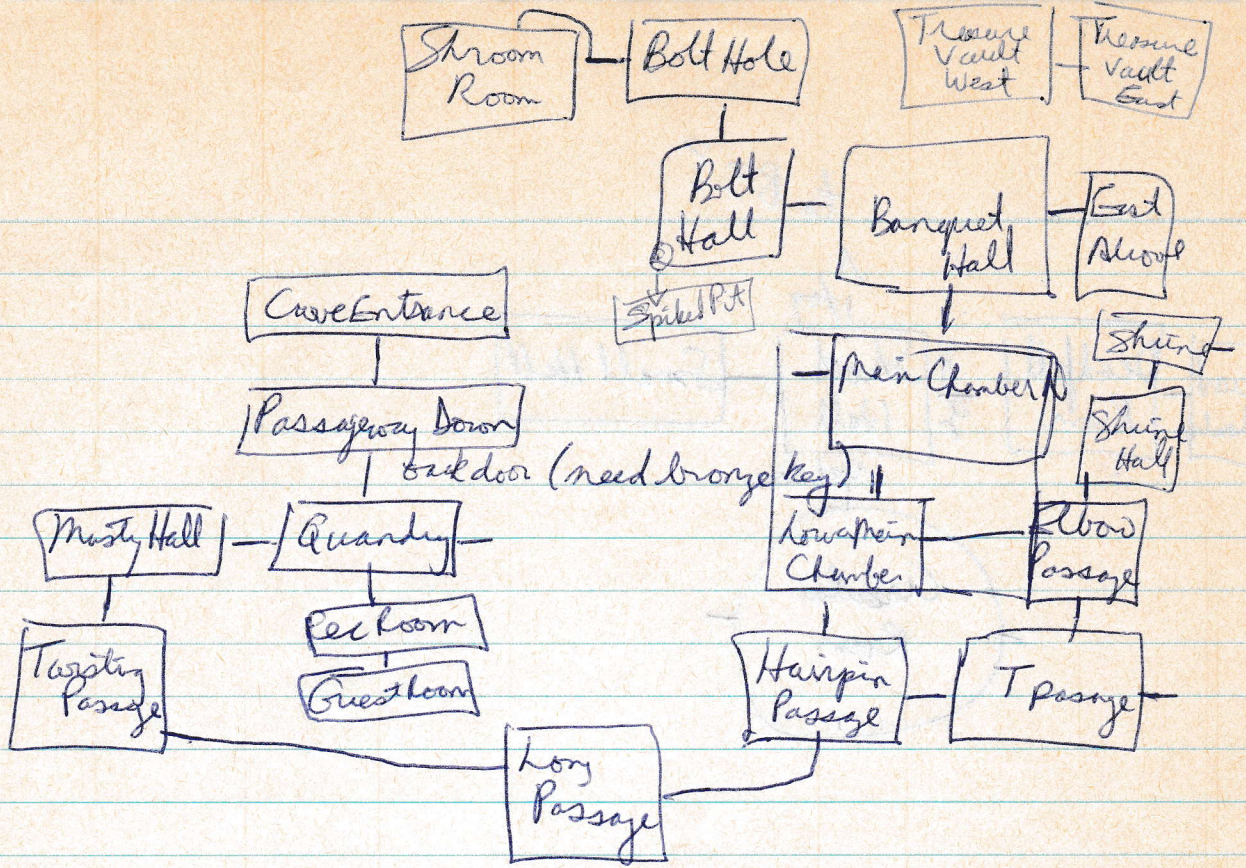 Shroom
Room
Bolt Hole
Treasure
Vault
West
Treasure
Vault
East
Bolt
Hall
Banquet
Hall
East
Alcove
Cave Entrance
Spiked Pit
Shrine
Main Chamber
Passageway Down
Shrine
Hall
back door (need bronze key)
Musty Hall
Quandry
Lower Main
Chamber
Elbow
Passage
Rec Room
Twisting
Passage
Guest Room
Hairpin
Passage
T Passage
Long
Passage